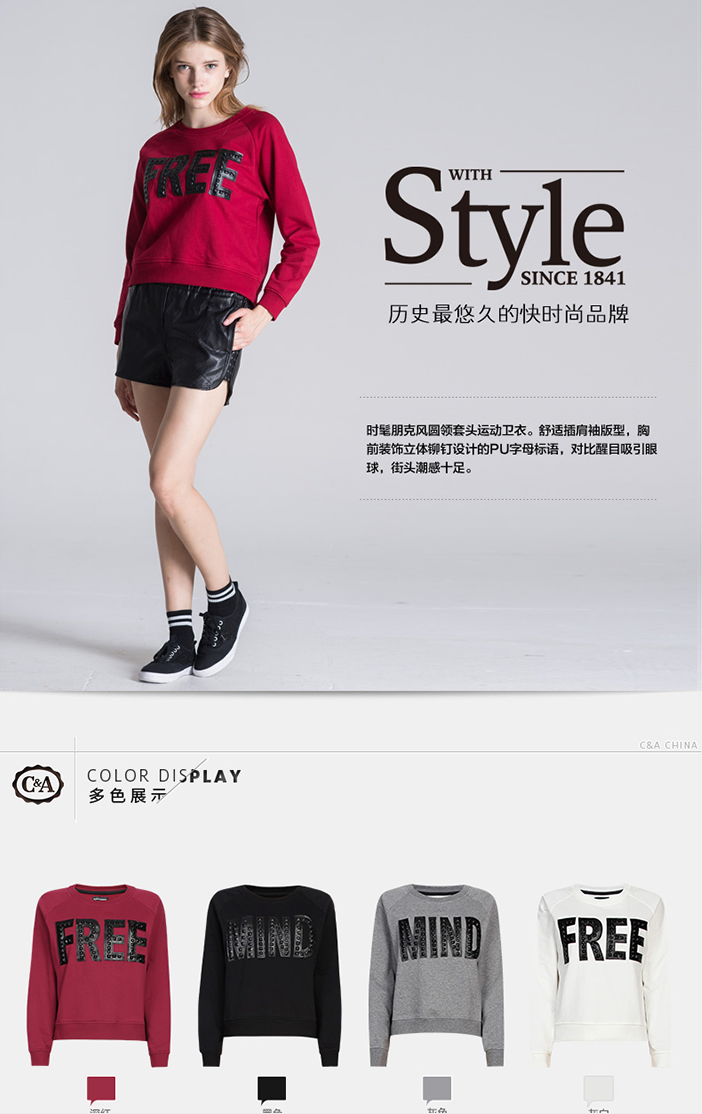 FREE
WITH
Style
SINCE 1841
历史最悠久的快时尚品牌
时髦朋克风圆领套头运动卫衣。舒适插肩袖版型，胸
前装饰立体铆钉设计的PU字母标语，对比醒目吸引眼
球，街头潮感十足。
C&A CHINA
C&A
COLOR DISPLAY
多色展示
FREE
MIND
MIND
FREE